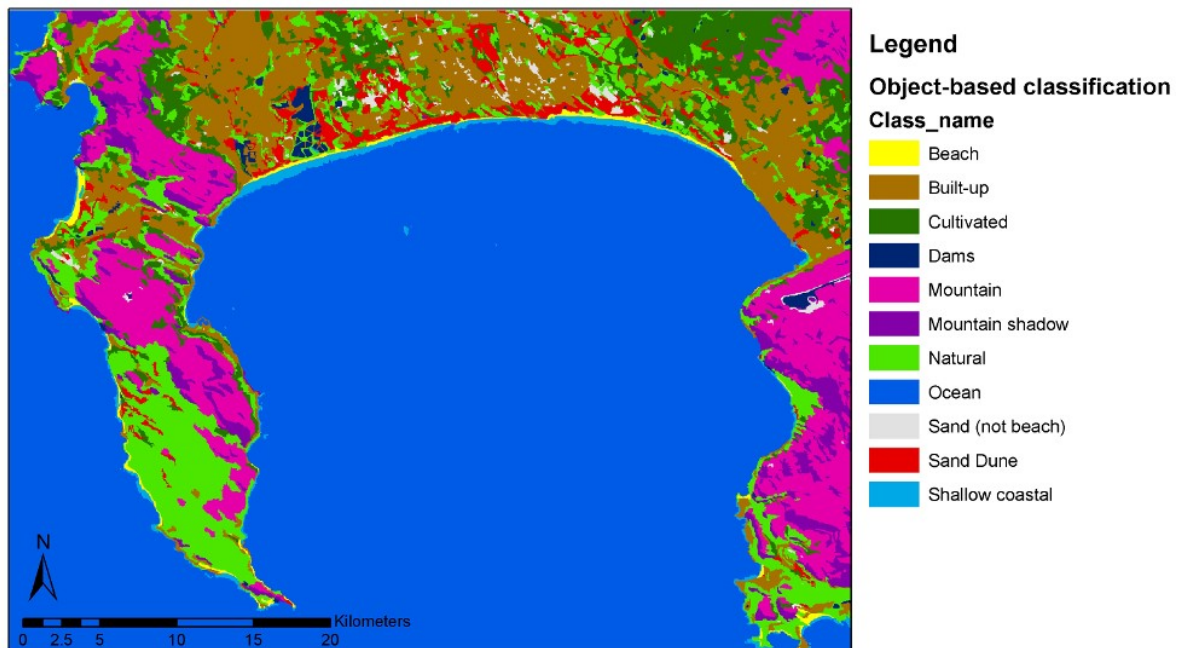 Legend
Object-based classification
Class_name
Beach
Built-up
Cultivated
Dams
Mountain
Mountain shadow
Natural
Ocean
Sand (not beach)
Sand Dune
Shallow coastal
N
Kilometers
0 2.5 5 10 15 20